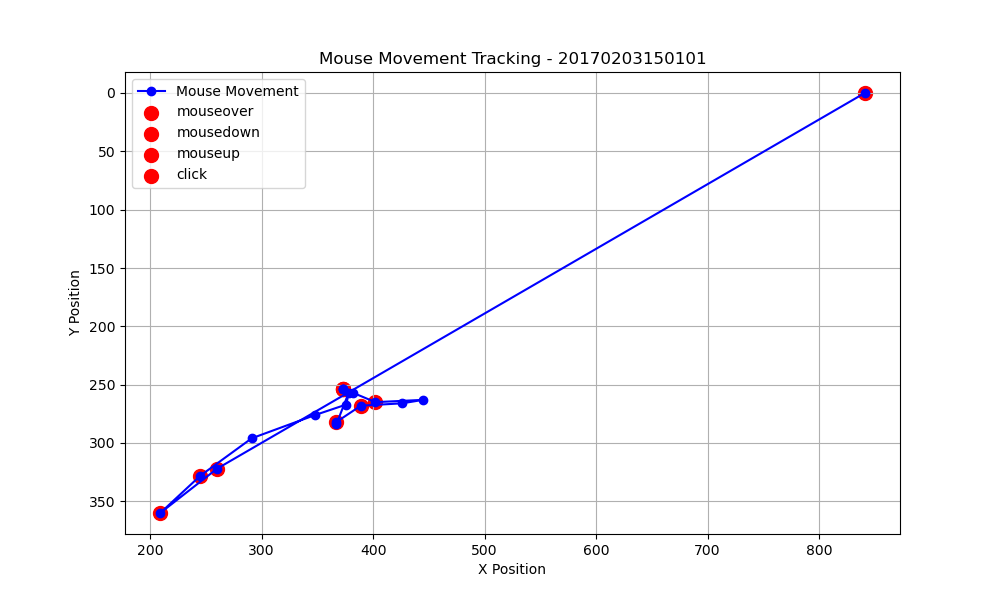 Mouse Movement Tracking - 20170203150101
Mouse Movement
mouseover
mousedown
mouseup
click
0
50
100
150
200
250
300
350
Y Position
200 300 400 500 600 700 800
X Position